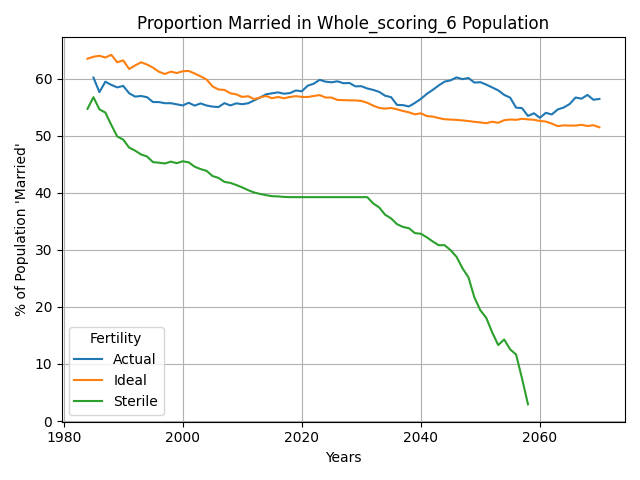 Proportion Married in Whole_scoring_6 Population
% of Population 'Married'
60
50
40
30
20
10
0
Fertility
Actual
Ideal
Sterile
1980 2000 2020 2040 2060
Years